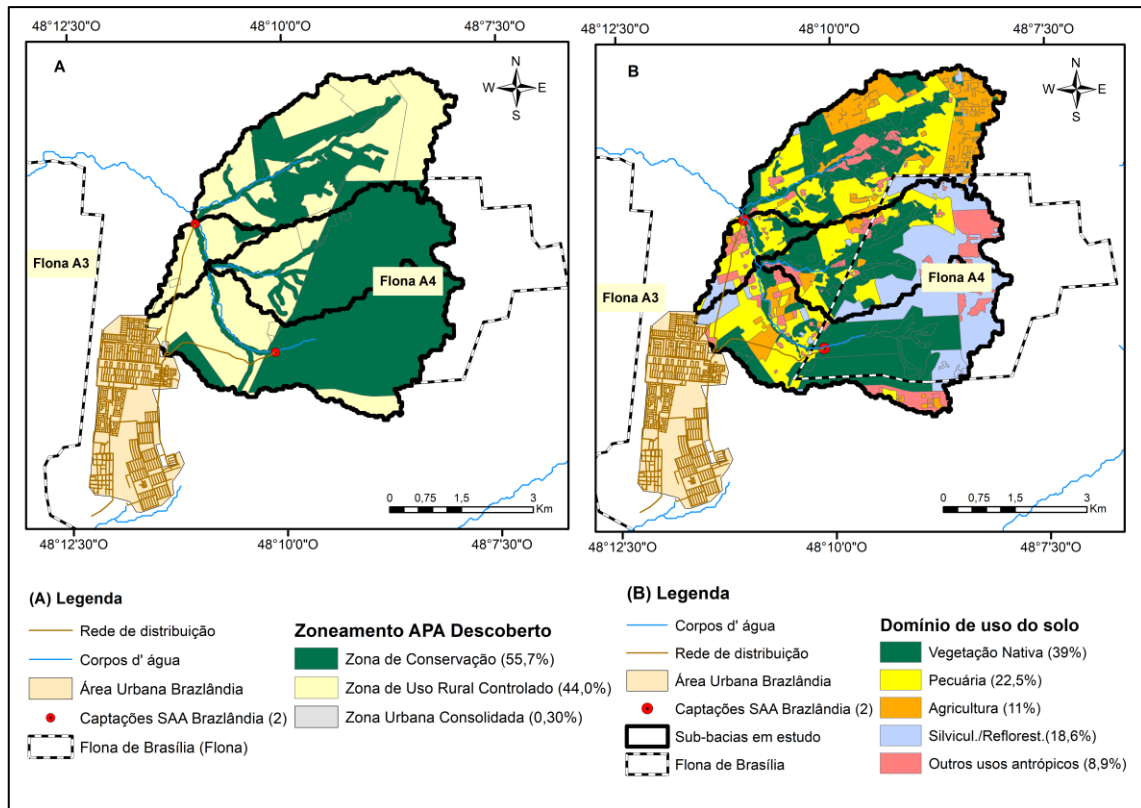 48°12'30"O 48°10'0"O 48°7'30"O
A
N
W E
S
Flona A3
Flona A4
0 0,75 1,5 3
Km
48°12'30"O 48°10'0"O 48°7'30"O
(A) Legenda
Rede de distribuição
Corpos d' água
Área Urbana Brazlândia
Captações SAA Brazlândia (2)
Flona de Brasília (Flona)
Zoneamento APA Descoberto
Zona de Conservação (55,7%)
Zona de Uso Rural Controlado (44,0%)
Zona Urbana Consolidada (0,30%)
48°12'30"O 48°10'0"O 48°7'30"O
B
N
W E
S
Flona A3
Flona A4
0 0,75 1,5 3
Km
48°12'30"O 48°10'0"O 48°7'30"O
(B) Legenda
Corpos d' água
Rede de distribuição
Área Urbana Brazlândia
Captações SAA Brazlândia (2)
Sub-bacias em estudo
Flona de Brasília
Domínio de uso do solo
Vegetação Nativa (39%)
Pecuária (22,5%)
Agricultura (11%)
Silvicul./Reflorest.(18,6%)
Outros usos antrópicos (8,9%)